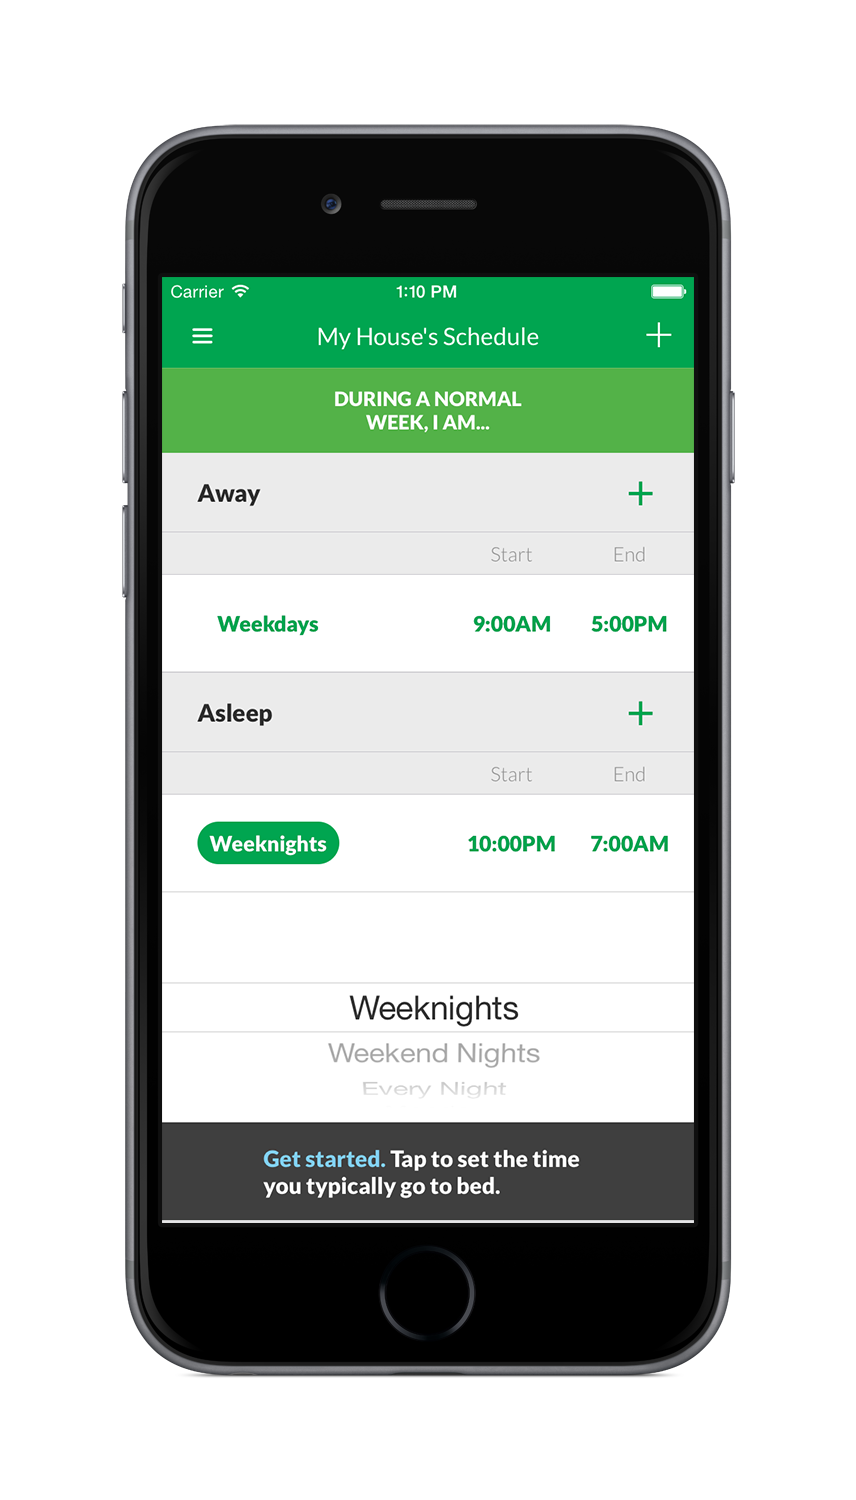 Carrier 1:10 PM
My House's Schedule
DURING A NORMAL
WEEK, I AM...
Away
Start End
Weekdays 9:00AM 5:00PM
Asleep
Start End
Weeknights 10:00PM 7:00AM
Weeknights
Weekend Nights
Every Night
Get started. Tap to set the time
you typically go to bed.